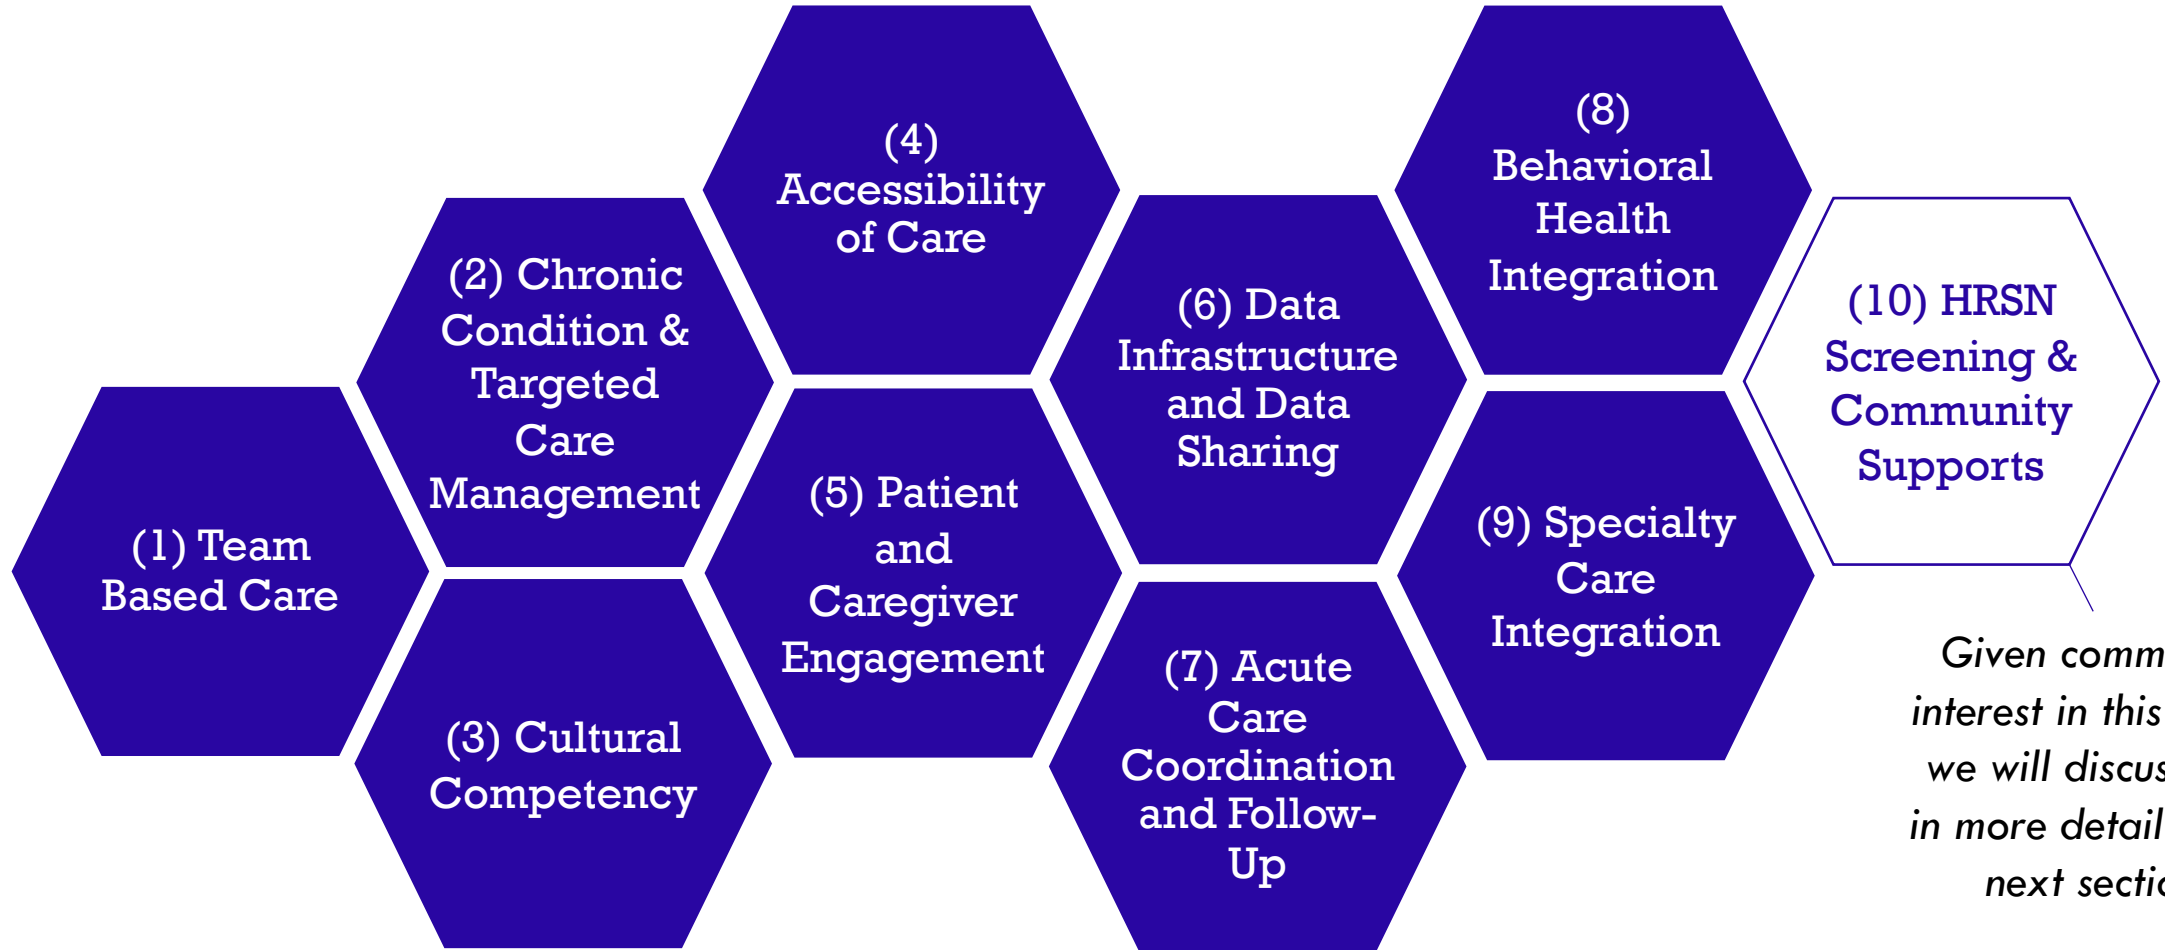 (1) Team
Based Care
(2) Chronic
Condition &
Targeted
Care
Management
(3) Cultural
Competency
(4)
Accessibility
of Care
(5) Patient
and
Caregiver
Engagement
(6) Data
Infrastructure
and Data
Sharing
(7) Acute
Care
Coordination
and Follow-
Up
(8)
Behavioral
Health
Integration
(9) Specialty
Care
Integration
(10) HRSN
Screening &
Community
Supports
Given
interest in this
we will
in more detail
next